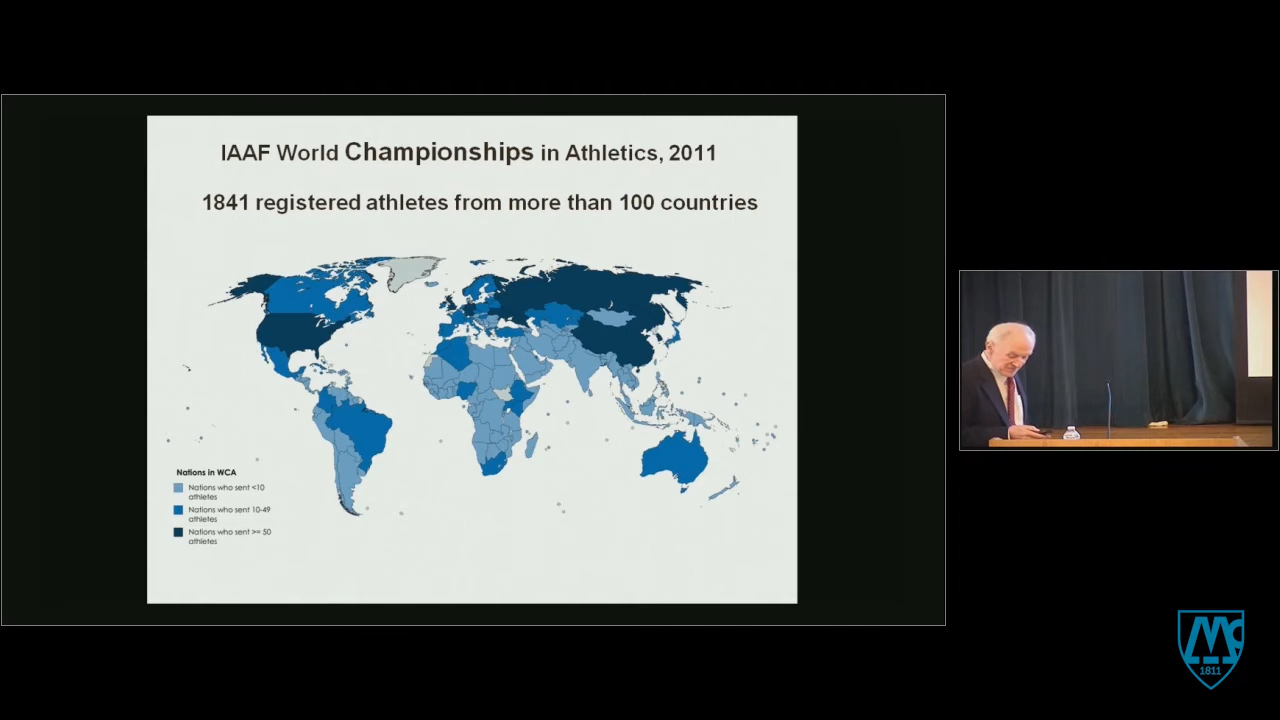 IAAF World Championships in Athletics, 2011
1841 registered athletes from more than 100 countries
Nations in WCA
Nations who sent <10
athletes
Nations who sent 10-49
athletes
Nations who sent >= 50
athletes
1811